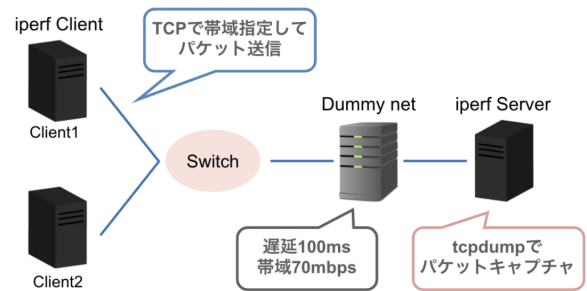 iperf Client
TCPで帯域指定して
パケット送信
Client1
Switch
Dummy net
iperf Server
Client2
遅延100ms
帯域70mbps
tcpdumpで
パケットキャプチャ